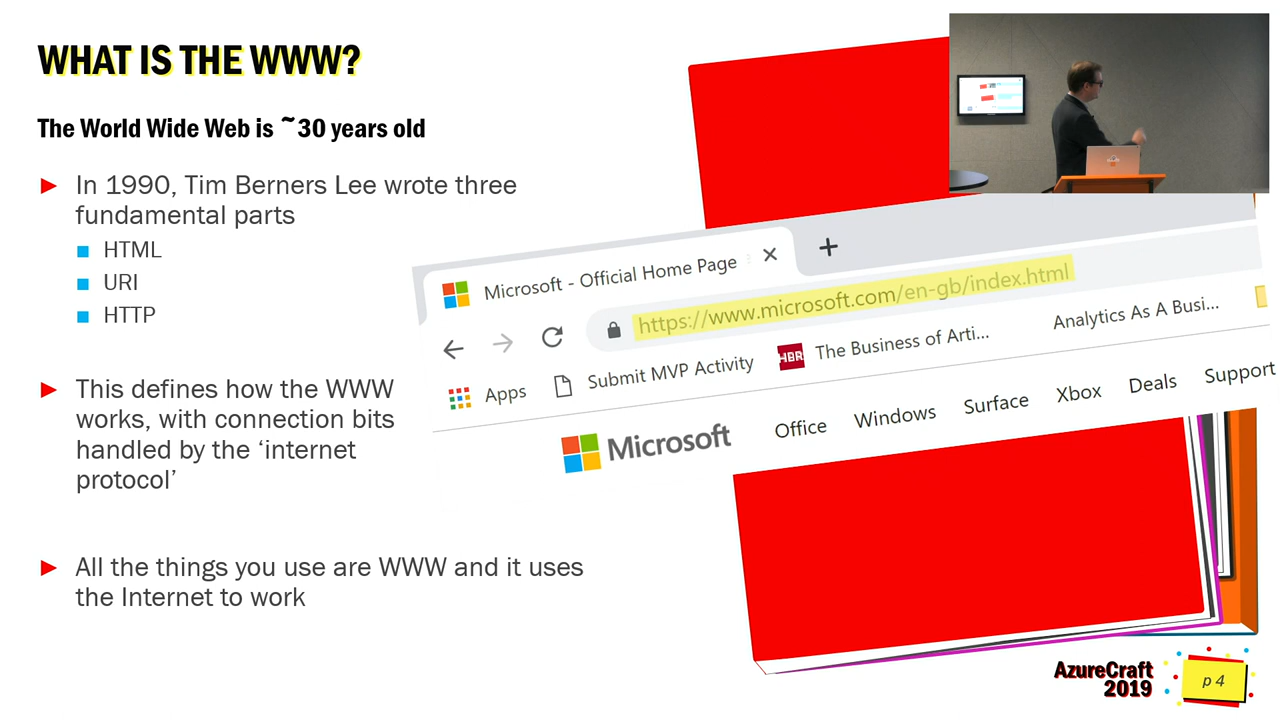 WHAT IS THE WWW?
The World Wide Web is ~30 years old
In 1990, Tim Berners Lee wrote three
fundamental parts
HTML
URI
HTTP
This defines how the WWW
works, with connection bits
handled by the ‘internet
protocol’
All the things you use are WWW and it uses
the Internet to work
Microsoft - Official Home Page
https://www.microsoft.com/en-gb/index.html
Apps Submit MVP Activity HBR The Business of Arti... Analytics As A Busi...
Microsoft Office Windows Surface Xbox Deals Support
AzureCraft
2019
p 4